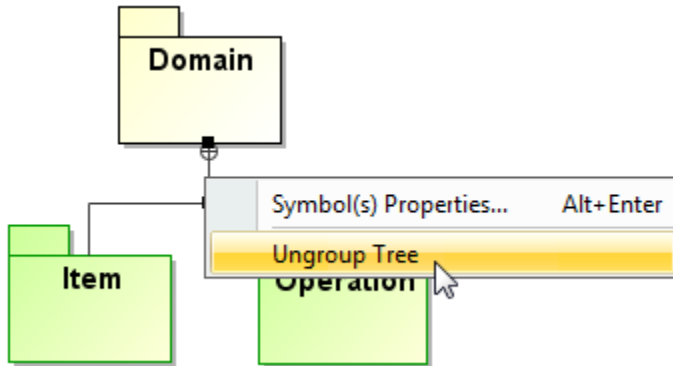 Domain
Symbol(s) Properties... Alt+Enter
Ungroup Tree
Item
Operation